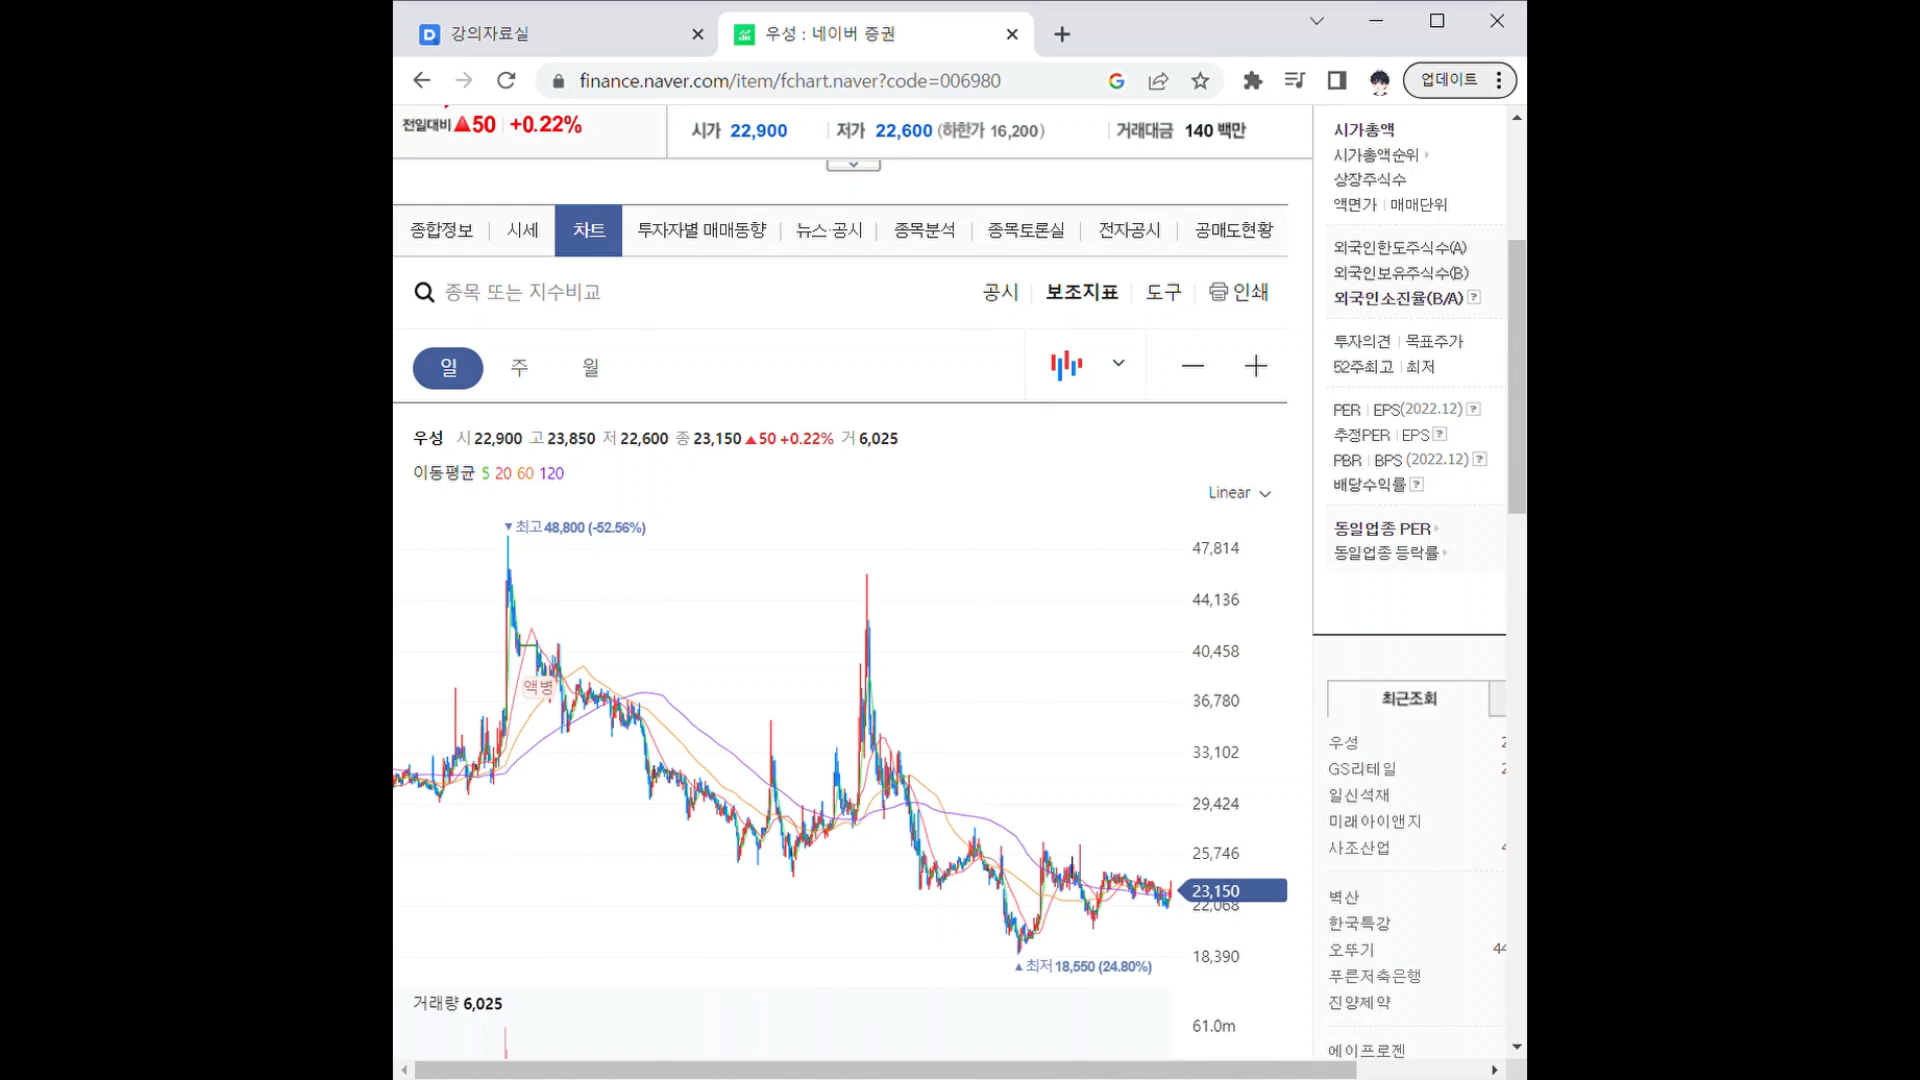 강의자료실
우성 : 네이버 증권
finance.naver.com/item/fchart.naver?code=006980
업데이트
전일대비 ▲50 +0.22%
시가 22,900 저가 22,600 (하한가 16,200) 거래대금 140 백만
종합정보 시세 차트 투자자별 매매동향 뉴스·공시 종목분석 종목토론실 전자공시 공매도현황
종목 또는 지수비교
공시 보조지표 도구 인쇄
일 주 월
우성 시 22,900 고 23,850 저 22,600 종 23,150 ▲50 +0.22% 거 6,025
이동평균 5 20 60 120
Linear
▼최고 48,800 (-52.56%)
47,814
44,136
40,458
액병
36,780
33,102
29,424
25,746
23,150
22,068
18,390
▲최저 18,550 (24.80%)
거래량 6,025
61.0m
시가총액
시가총액순위
상장주식수
액면가 | 매매단위
외국인한도주식수(A)
외국인보유주식수(B)
외국인소진율(B/A) ?
투자의견 | 목표주가
52주최고 | 최저
PER | EPS(2022.12) ?
추정PER | EPS ?
PBR | BPS (2022.12) ?
배당수익률 ?
동일업종 PER
동일업종 등락률
최근조회
우성 2
GS리테일 2
일신석재
미래아이앤지
사조산업 4
벽산
한국특강
오뚜기 44
푸른저축은행
진양제약
에이프로젠